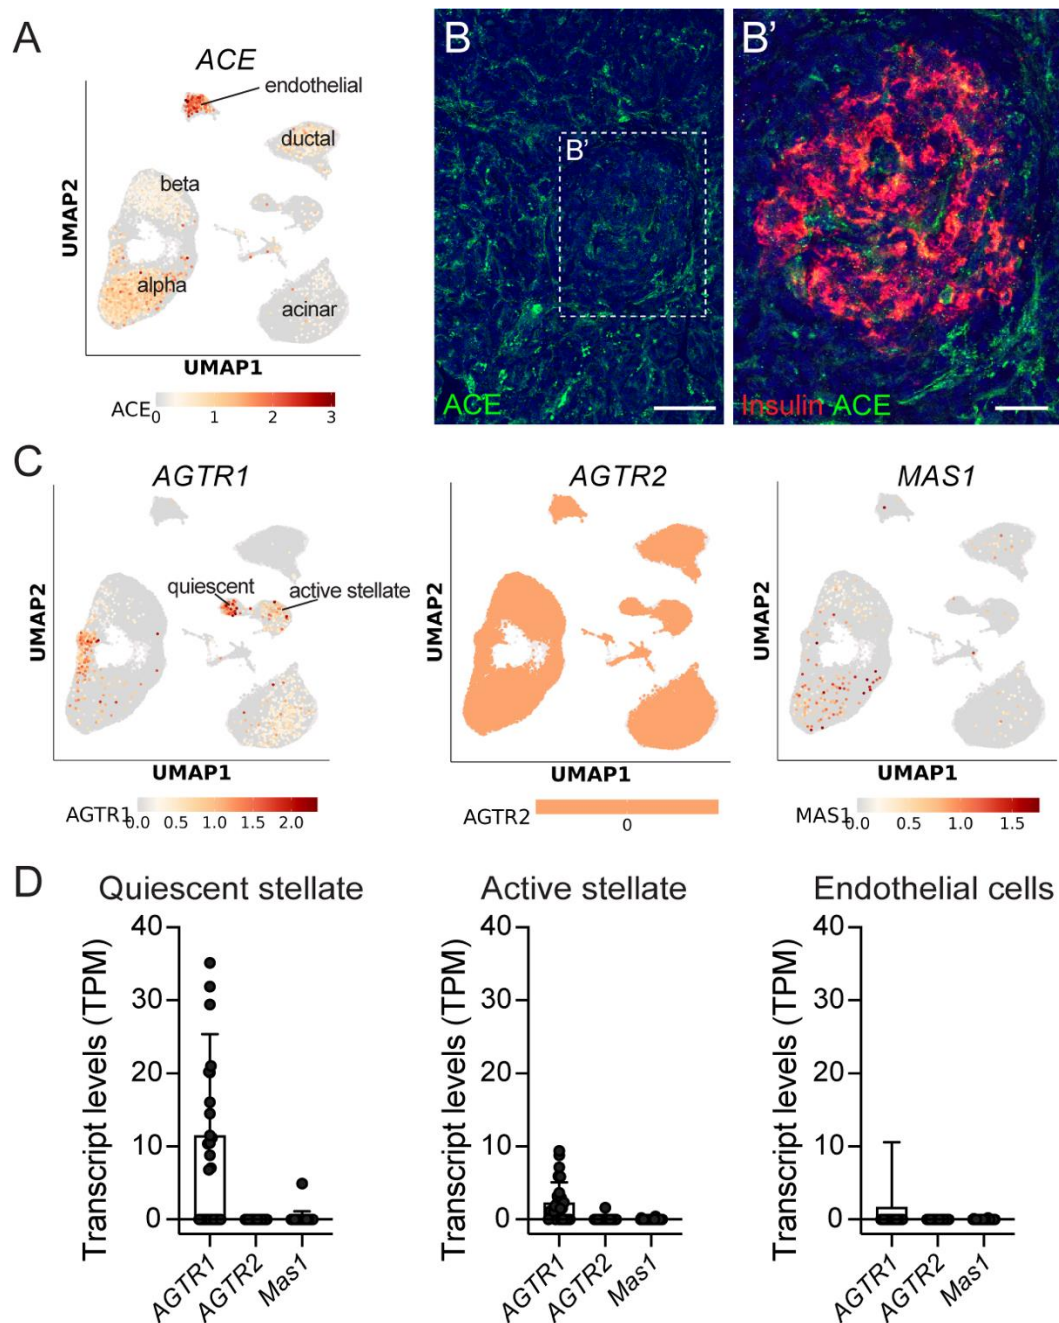 A
ACE
endothelial
ductal
beta
alpha
acinar
UMAP2
UMAP1
ACE
0 1 2 3
B
B'
ACE
B'
Insulin ACE
C
AGTR1
quiescent
active stellate
UMAP2
UMAP1
AGTR1
0.0 0.5 1.0 1.5 2.0
AGTR2
UMAP2
UMAP1
AGTR2
0
MAS1
UMAP2
UMAP1
MAS1
0.0 0.5 1.0 1.5
D
Quiescent stellate
Transcript levels (TPM)
40
30
20
10
0
AGTR1 AGTR2 Mas1
Active stellate
Transcript levels (TPM)
40
30
20
10
0
AGTR1 AGTR2 Mas1
Endothelial cells
Transcript levels (TPM)
40
30
20
10
0
AGTR1 AGTR2 Mas1